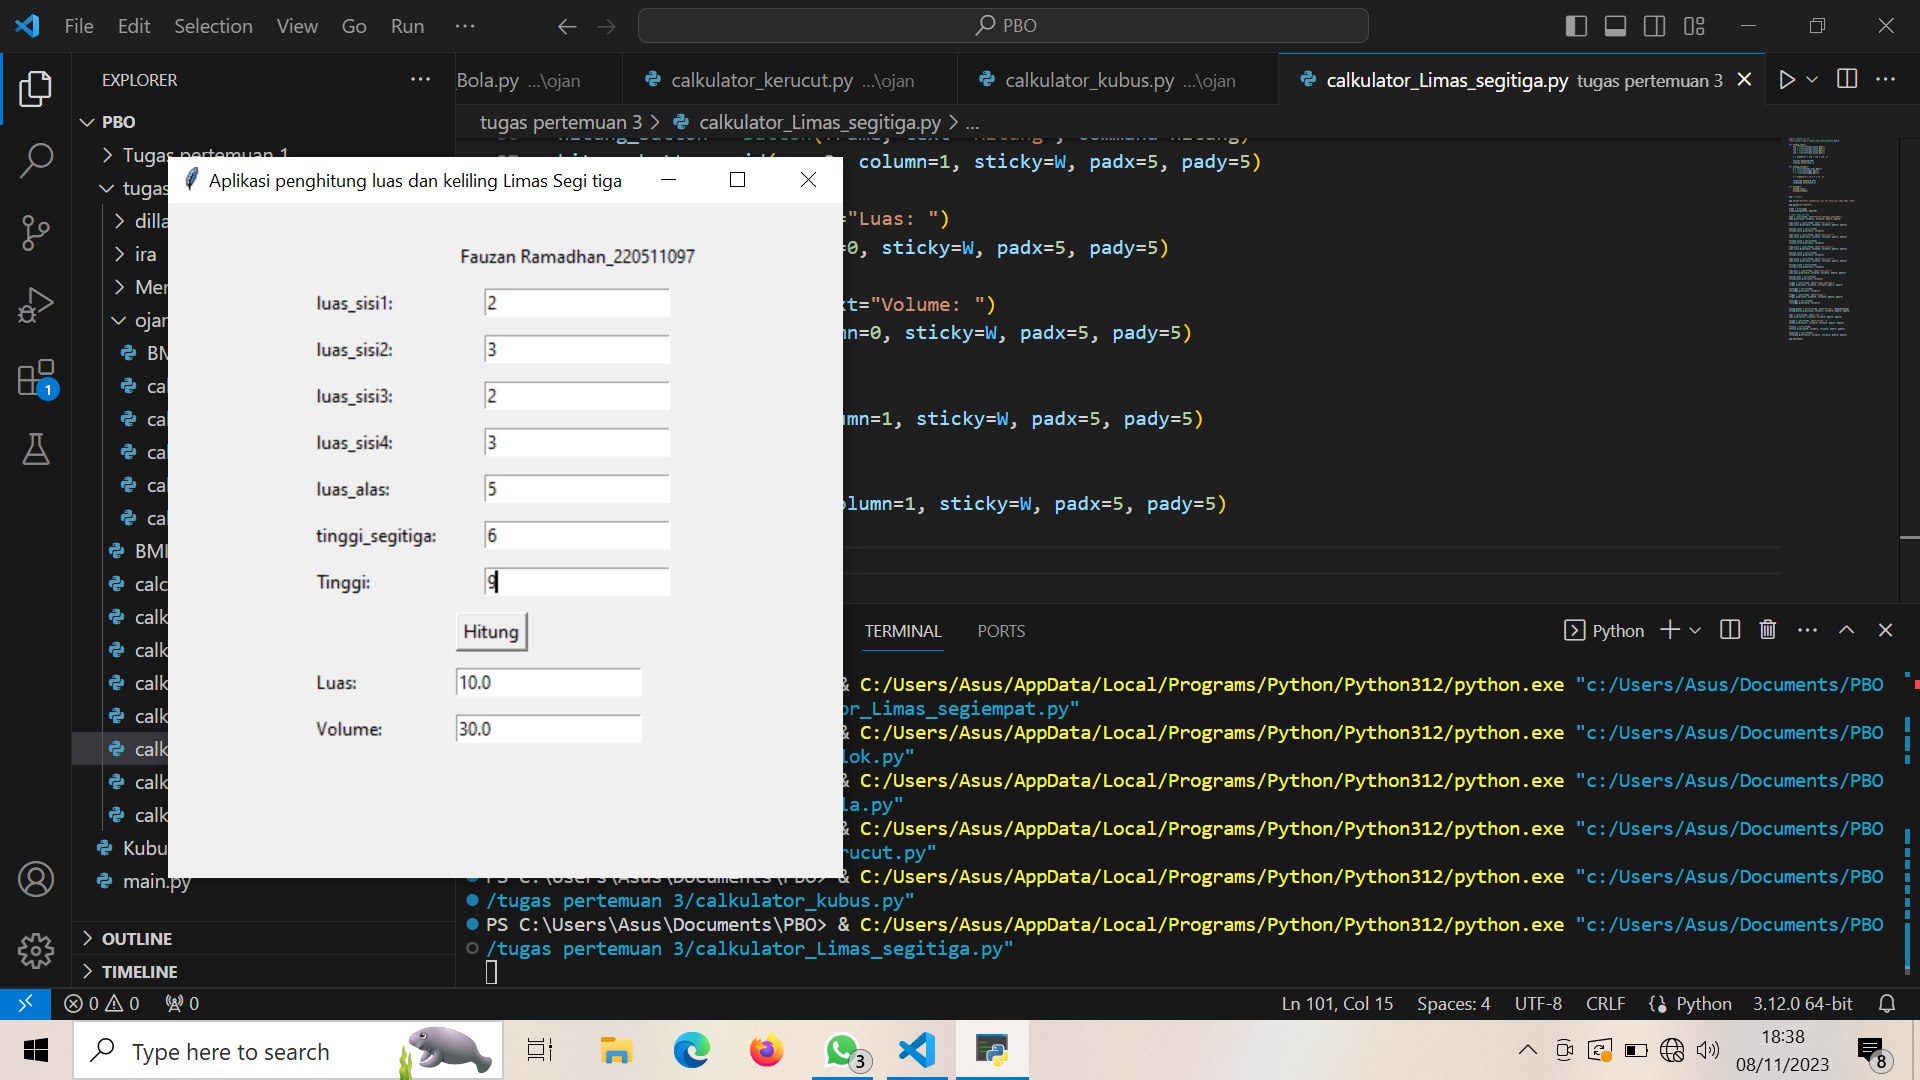 File Edit Selection View Go Run ··· PBO
EXPLORER ···
Bola.py ...\ojan calkulator_kerucut.py ...\ojan calkulator_kubus.py ...\ojan calkulator_Limas_segitiga.py tugas pertemuan 3
tugas pertemuan 3 > calkulator_Limas_segitiga.py > ...
PBO
Tugas pertemuan 1
tugas
dilla
ira
Mer
ojan
BM
ca
ca
ca
ca
ca
BMI
calc
calk
calk
calk
calk
calk
calk
calk
Kubu
main.py
OUTLINE
TIMELINE
column=1, sticky=W, padx=5, pady=5)
="Luas: ")
=0, sticky=W, padx=5, pady=5)
xt="Volume: ")
mn=0, sticky=W, padx=5, pady=5)
umn=1, sticky=W, padx=5, pady=5)
olumn=1, sticky=W, padx=5, pady=5)
Aplikasi penghitung luas dan keliling Limas Segi tiga
Fauzan Ramadhan_220511097
luas_sisi1: 2
luas_sisi2: 3
luas_sisi3: 2
luas_sisi4: 3
luas_alas: 5
tinggi_segitiga: 6
Tinggi: 9
Hitung
Luas: 10.0
Volume: 30.0
TERMINAL PORTS Python
& C:/Users/Asus/AppData/Local/Programs/Python/Python312/python.exe "c:/Users/Asus/Documents/PBO
or_Limas_segiempat.py"
& C:/Users/Asus/AppData/Local/Programs/Python/Python312/python.exe "c:/Users/Asus/Documents/PBO
lok.py"
& C:/Users/Asus/AppData/Local/Programs/Python/Python312/python.exe "c:/Users/Asus/Documents/PBO
la.py"
& C:/Users/Asus/AppData/Local/Programs/Python/Python312/python.exe "c:/Users/Asus/Documents/PBO
rucut.py"
PS C:\Users\Asus\Documents\PBO> & C:/Users/Asus/AppData/Local/Programs/Python/Python312/python.exe "c:/Users/Asus/Documents/PBO
/tugas pertemuan 3/calkulator_kubus.py"
PS C:\Users\Asus\Documents\PBO> & C:/Users/Asus/AppData/Local/Programs/Python/Python312/python.exe "c:/Users/Asus/Documents/PBO
/tugas pertemuan 3/calkulator_Limas_segitiga.py"
0 0 0 Ln 101, Col 15 Spaces: 4 UTF-8 CRLF {} Python 3.12.0 64-bit
Type here to search 3 18:38
08/11/2023 8
1